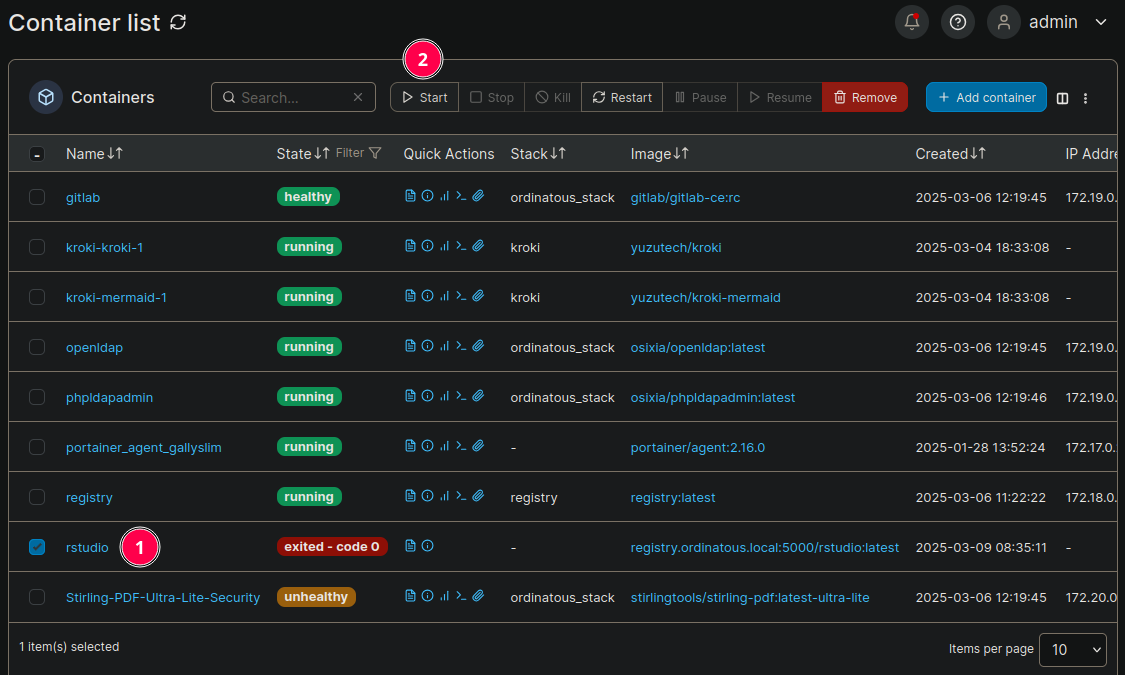 Container list admin
2
Containers Search... Start Stop Kill Restart Pause Resume Remove + Add container
Name State Filter Quick Actions Stack Image Created IP Addre
gitlab healthy ordinatous_stack gitlab/gitlab-ce:rc 2025-03-06 12:19:45 172.19.0.
kroki-kroki-1 running kroki yuzutech/kroki 2025-03-04 18:33:08 -
kroki-mermaid-1 running kroki yuzutech/kroki-mermaid 2025-03-04 18:33:08 -
openldap running ordinatous_stack osixia/openldap:latest 2025-03-06 12:19:45 172.19.0.
phpldapadmin running ordinatous_stack osixia/phpldapadmin:latest 2025-03-06 12:19:46 172.19.0.
portainer_agent_gallyslim running - portainer/agent:2.16.0 2025-01-28 13:52:24 172.17.0.
registry running registry registry:latest 2025-03-06 11:22:22 172.18.0.
rstudio 1 exited - code 0 - registry.ordinatous.local:5000/rstudio:latest 2025-03-09 08:35:11 -
Stirling-PDF-Ultra-Lite-Security unhealthy ordinatous_stack stirlingtools/stirling-pdf:latest-ultra-lite 2025-03-06 12:19:45 172.20.0
1 item(s) selected Items per page 10